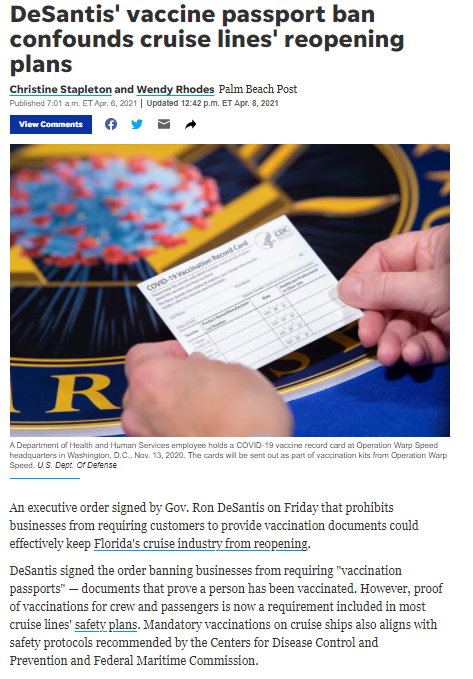 DeSantis' vaccine passport ban
confounds cruise lines' reopening
plans
Christine Stapleton and Wendy Rhodes Palm Beach Post
Published 7:01 a.m. ET Apr. 6, 2021 | Updated 12:42 p.m. ET Apr. 8, 2021
View Comments
CDC
COVID-19 Vaccination Record Card
R S
A Department of Health and Human Services employee holds a COVID-19 vaccine record card at Operation Warp Speed
headquarters in Washington, D.C., Nov. 13, 2020. The cards will be sent out as part of vaccination kits from Operation Warp
Speed. U.S. Dept. Of Defense
An executive order signed by Gov. Ron DeSantis on Friday that prohibits
businesses from requiring customers to provide vaccination documents could
effectively keep Florida's cruise industry from reopening.
DeSantis signed the order banning businesses from requiring "vaccination
passports" — documents that prove a person has been vaccinated. However, proof
of vaccinations for crew and passengers is now a requirement included in most
cruise lines' safety plans. Mandatory vaccinations on cruise ships also aligns with
safety protocols recommended by the Centers for Disease Control and
Prevention and Federal Maritime Commission.